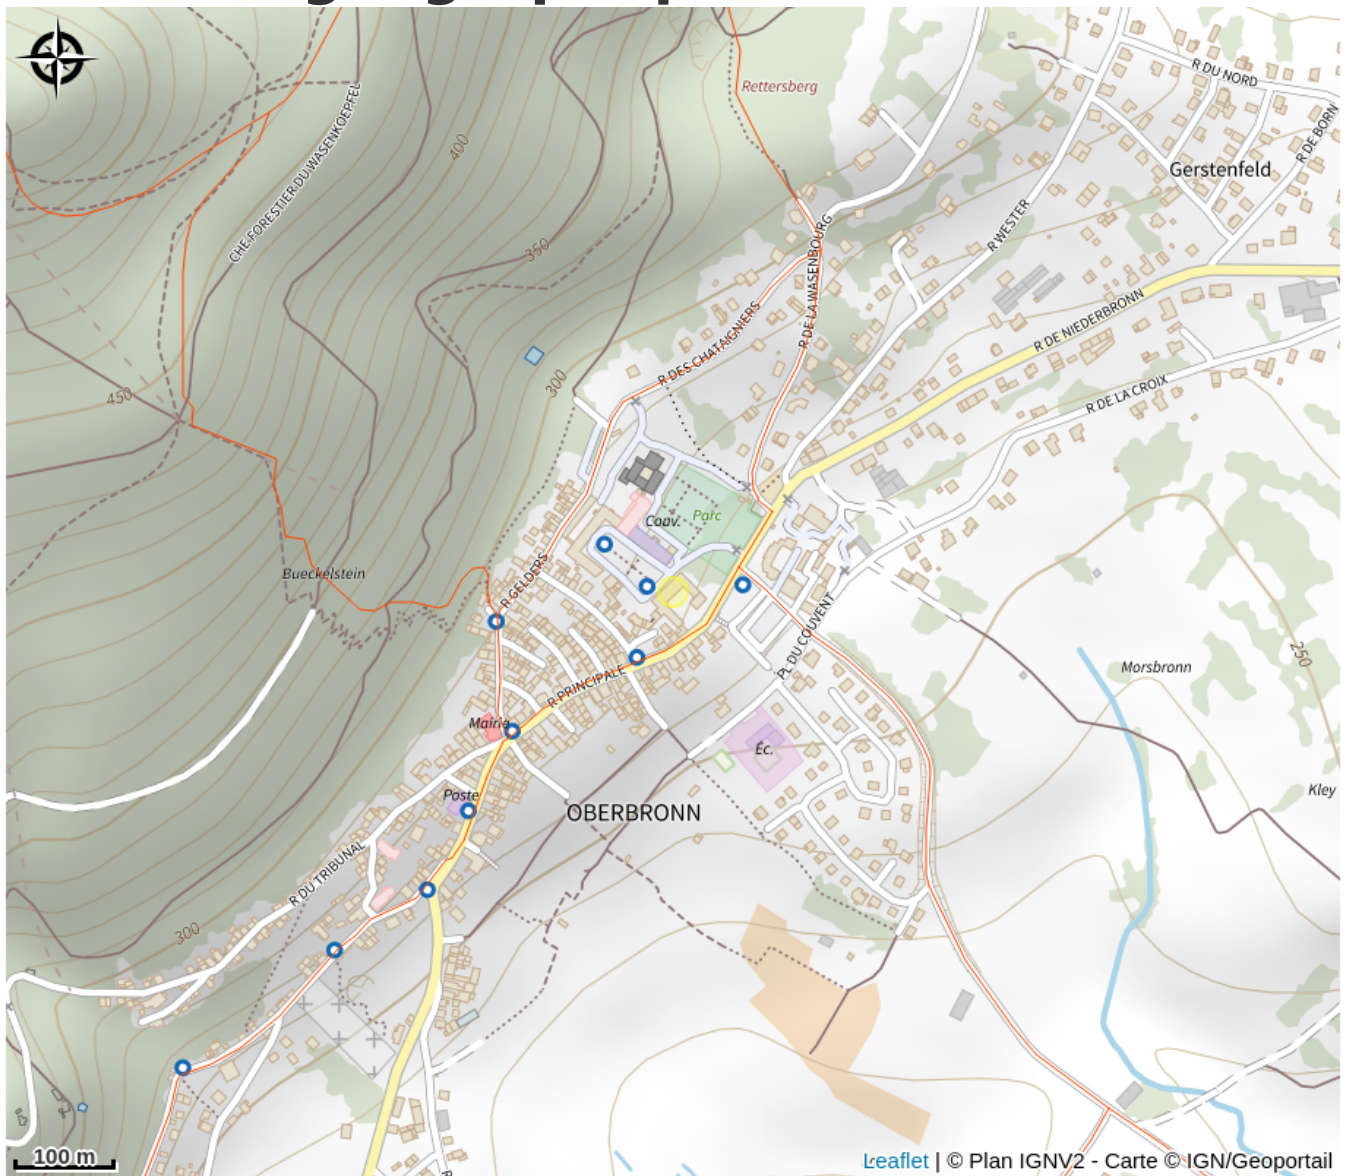 R DU NORD
Rettersberg
CHE FORESTIER DU WASENKOEPFEL
R DE BORN
400
Gerstenfeld
R WESTER
350
R DE LA WASENBOURG
R DES CHATAIGNIERS
R DE NIEDERBRONN
300
450
R DE LA CROIX
Parc
Couv.
Bueckelstein
R GELDERS
PL DU COUVENT
250
Morsbronn
R PRINCIPALE
Mairie
Éc.
Poste
Kley
OBERBRONN
R DU TRIBUNAL
300
100 m
Leaflet | © Plan IGNV2 - Carte © IGN/Geoportail